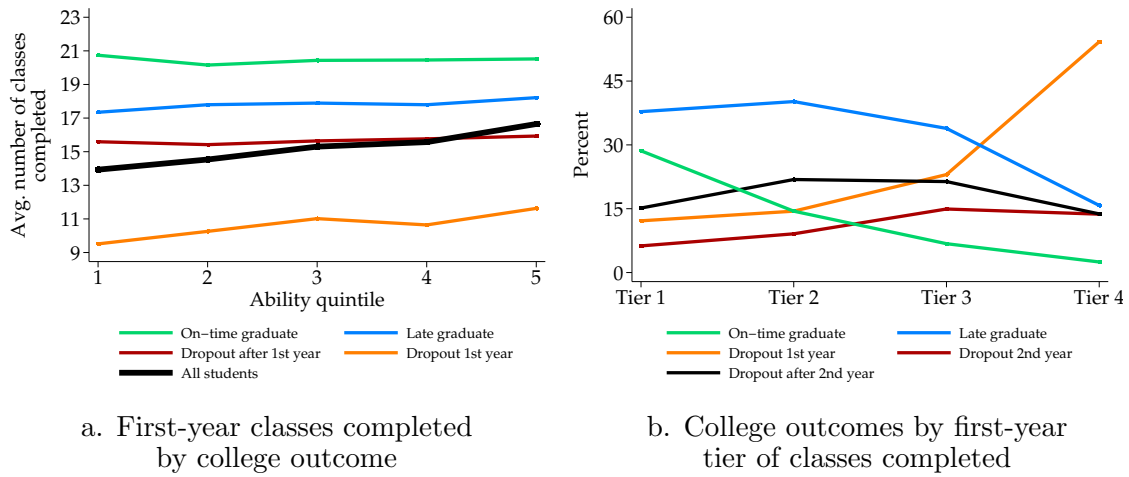 23
21
19
17
15
13
11
9
Avg. number of classes
completed
1 2 3 4 5
Ability quintile
On−time graduate Late graduate
Dropout after 1st year Dropout 1st year
All students
a. First-year classes completed
by college outcome
60
45
30
15
0
Percent
Tier 1 Tier 2 Tier 3 Tier 4
On−time graduate Late graduate
Dropout 1st year Dropout 2nd year
Dropout after 2nd year
b. College outcomes by first-year
tier of classes completed